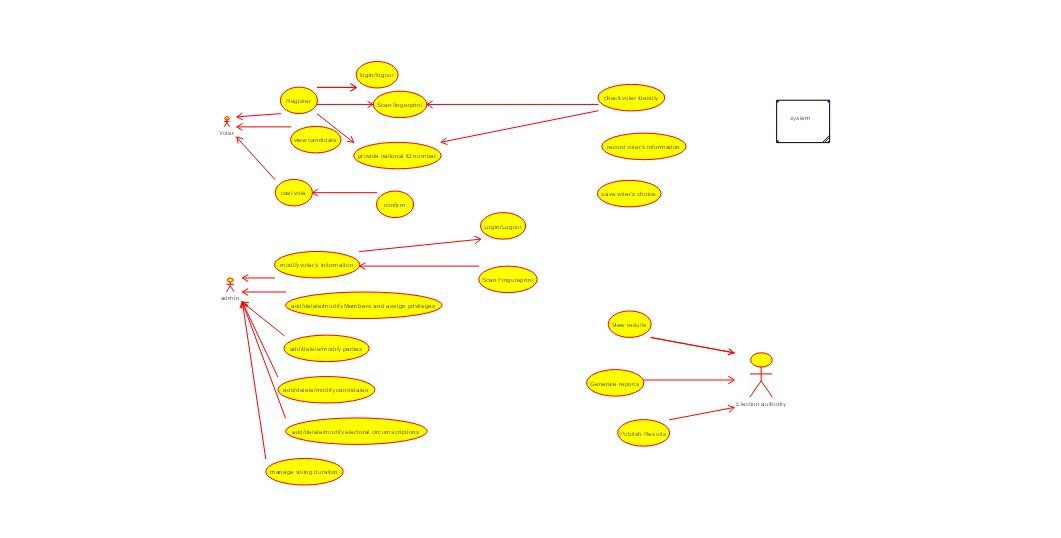 login/logout
Register
Scan fingerprint
check voter identity
system
Voter
view candidate
provide national ID number
record voter's information
cast vote
confirm
save voter's choice
Login/Logout
modify voter's information
Scan Fingureprint
admin
add/delete/modify Members and assign privilages
View results
add/delete/modify parties
Generate reports
add/delete/modify candidates
Election authority
add/delete/modify electoral circumscriptions
Publish Results
manage voting duration